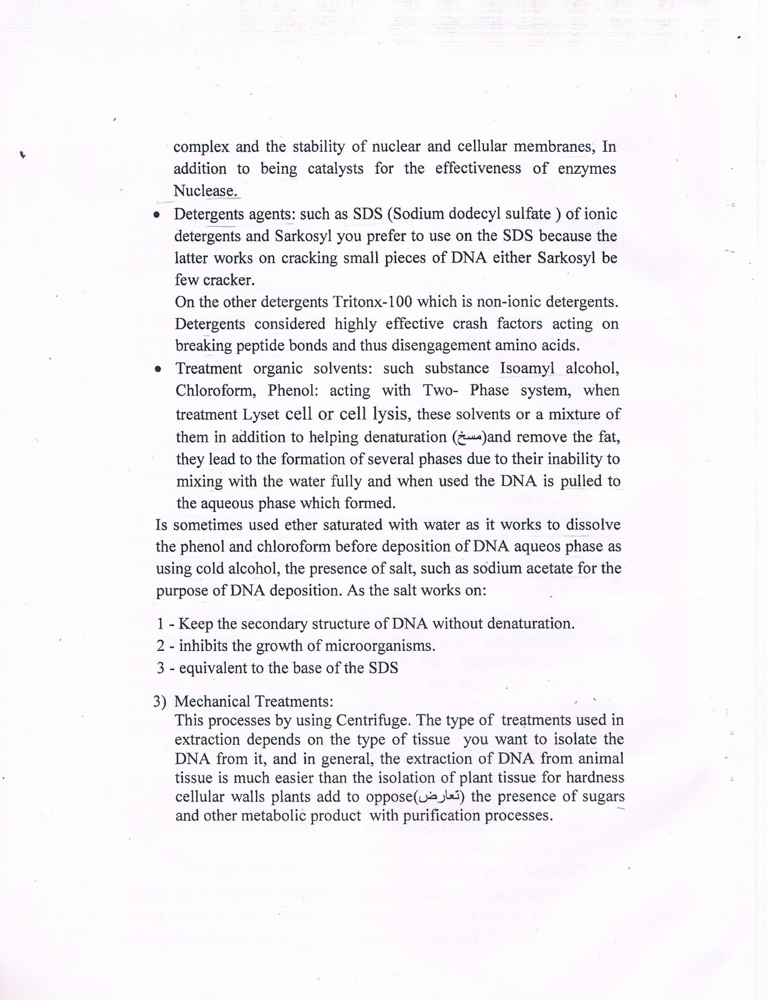 complex and the stability of nuclear and cellular membranes, In
addition to being catalysts for the effectiveness of enzymes
Nuclease.
• Detergents agents: such as SDS (Sodium dodecyl sulfate ) of ionic
detergents and Sarkosyl you prefer to use on the SDS because the
latter works on cracking small pieces of DNA either Sarkosyl be
few cracker.
On the other detergents Tritonx-100 which is non-ionic detergents.
Detergents considered highly effective crash factors acting on
breaking peptide bonds and thus disengagement amino acids.
• Treatment organic solvents: such substance Isoamyl alcohol,
Chloroform, Phenol: acting with Two- Phase system, when
treatment Lyset cell or cell lysis, these solvents or a mixture of
them in addition to helping denaturation (مسخ)and remove the fat,
they lead to the formation of several phases due to their inability to
mixing with the water fully and when used the DNA is pulled to
the aqueous phase which formed.
Is sometimes used ether saturated with water as it works to dissolve
the phenol and chloroform before deposition of DNA aqueos phase as
using cold alcohol, the presence of salt, such as sodium acetate for the
purpose of DNA deposition. As the salt works on:
1 - Keep the secondary structure of DNA without denaturation.
2 - inhibits the growth of microorganisms.
3 - equivalent to the base of the SDS
3) Mechanical Treatments:
This processes by using Centrifuge. The type of treatments used in
extraction depends on the type of tissue you want to isolate the
DNA from it, and in general, the extraction of DNA from animal
tissue is much easier than the isolation of plant tissue for hardness
cellular walls plants add to oppose(تعارض) the presence of sugars
and other metabolic product with purification processes.